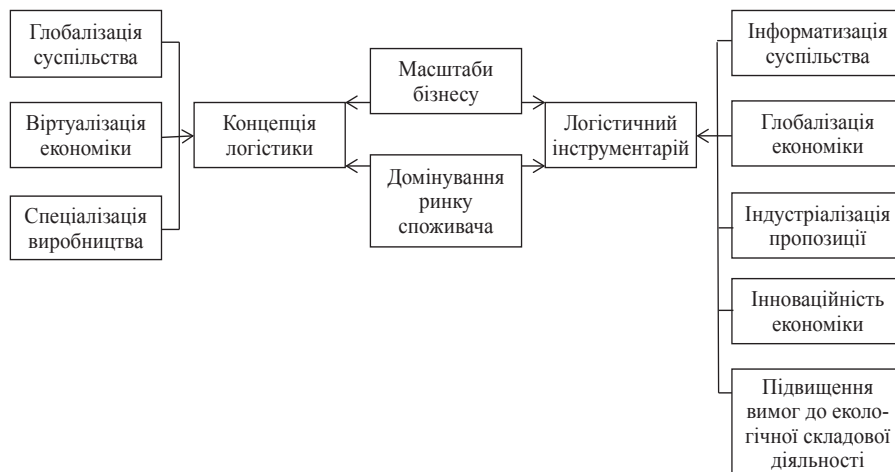 Глобалізація
суспільства
Віртуалізація
економіки
Спеціалізація
виробництва
Концепція
логістики
Масштаби
бізнесу
Домінування
ринку
споживача
Логістичний
інструментарій
Інформатизація
суспільства
Глобалізація
економіки
Індустріалізація
пропозиції
Інноваційність
економіки
Підвищення
вимог до еколо-
гічної складової
діяльності